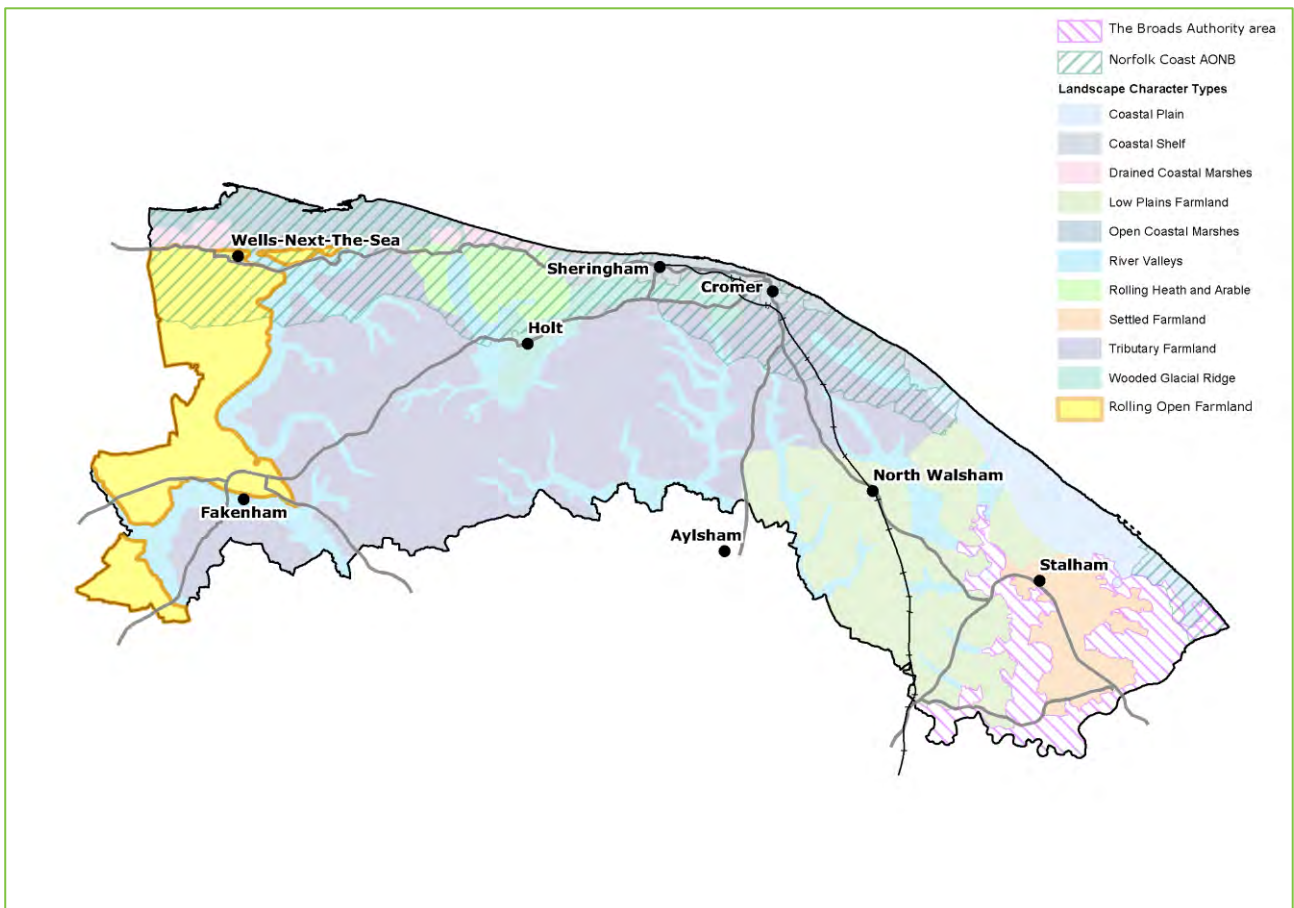 The Broads Authority area
Norfolk Coast AONB
Landscape Character Types
Coastal Plain
Coastal Shelf
Drained Coastal Marshes
Low Plains Farmland
Open Coastal Marshes
River Valleys
Rolling Heath and Arable
Settled Farmland
Tributary Farmland
Wooded Glacial Ridge
Rolling Open Farmland
Wells-Next-The-Sea
Sheringham
Cromer
Holt
North Walsham
Fakenham
Aylsham
Stalham